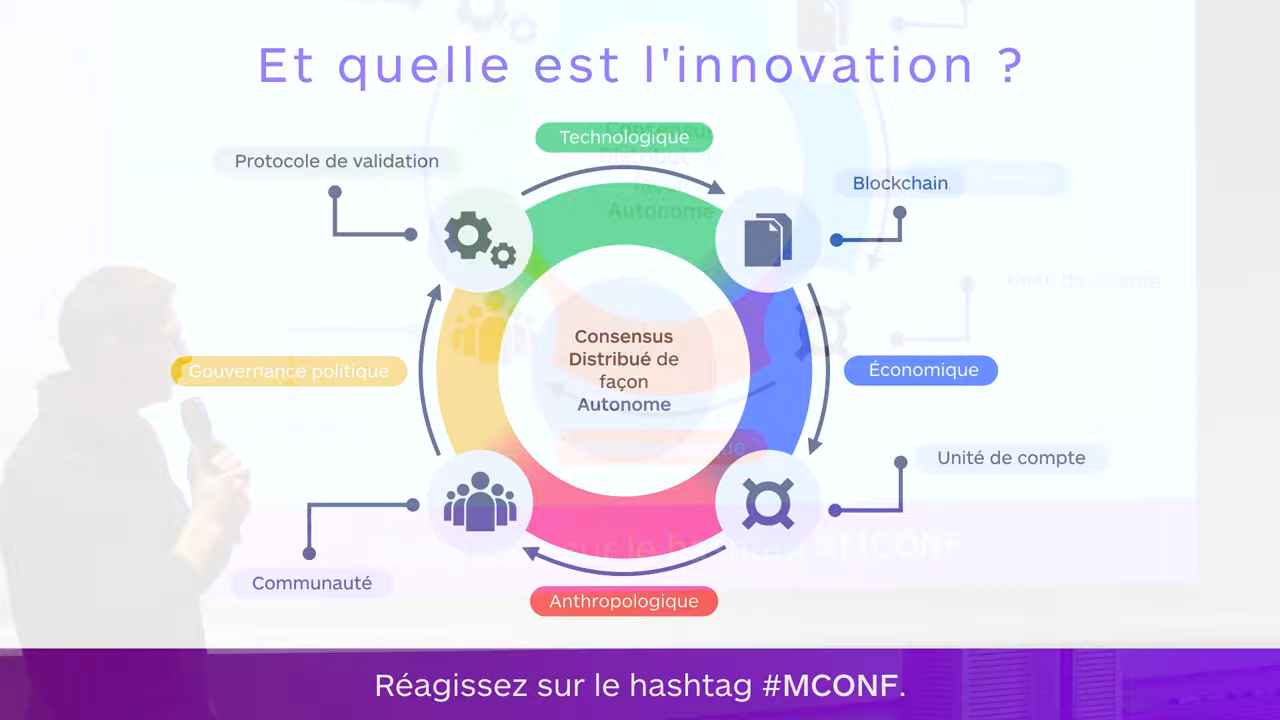 Et quelle est l'innovation ?
Technologique
Protocole de validation
Blockchain
Consensus
Distribué de
façon
Autonome
Gouvernance politique
Économique
Unité de compte
Communauté
Anthropologique
Réagissez sur le hashtag #MCONF.